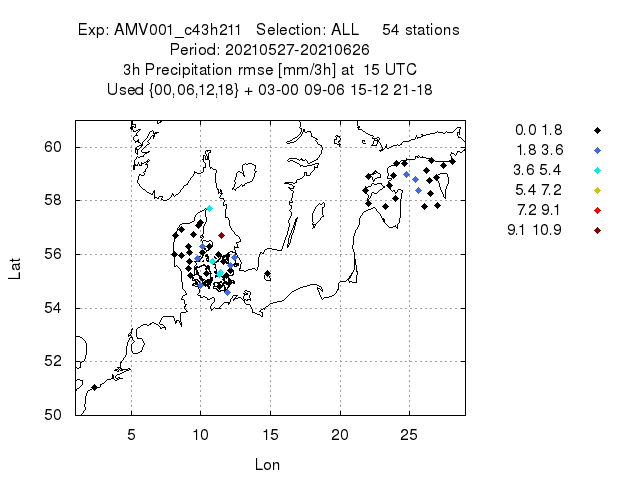 Exp: AMV001_c43h211 Selection: ALL 54 stations
Period: 20210527-20210626
3h Precipitation rmse [mm/3h] at 15 UTC
Used {00,06,12,18} + 03-00 09-06 15-12 21-18
60
58
56
54
52
50
Lat
5 10 15 20 25
Lon
0.0 1.8
1.8 3.6
3.6 5.4
5.4 7.2
7.2 9.1
9.1 10.9